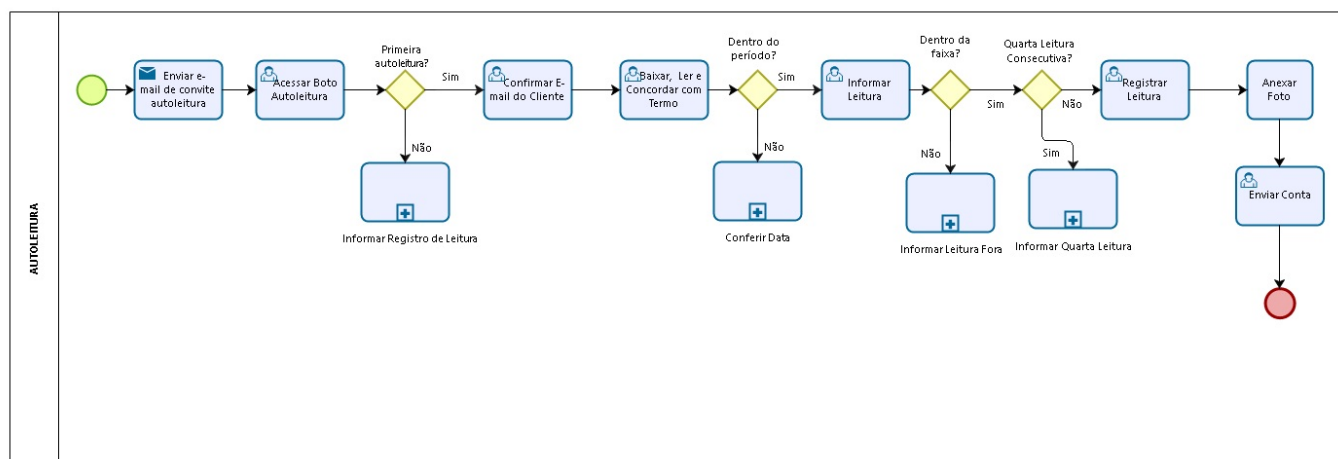 AUTOLEITURA
Enviar e-
mail de convite
autoleitura
Acessar Boto
Autoleitura
Primeira
autoleitura?
Sim
Não
Informar Registro de Leitura
Confirmar E-
mail do Cliente
Baixar, Ler e
Concordar com
Termo
Dentro do
período?
Sim
Não
Conferir Data
Informar
Leitura
Dentro da
faixa?
Sim
Não
Informar Leitura Fora
Quarta Leitura
Consecutiva?
Não
Sim
Informar Quarta Leitura
Registrar
Leitura
Anexar
Foto
Enviar Conta